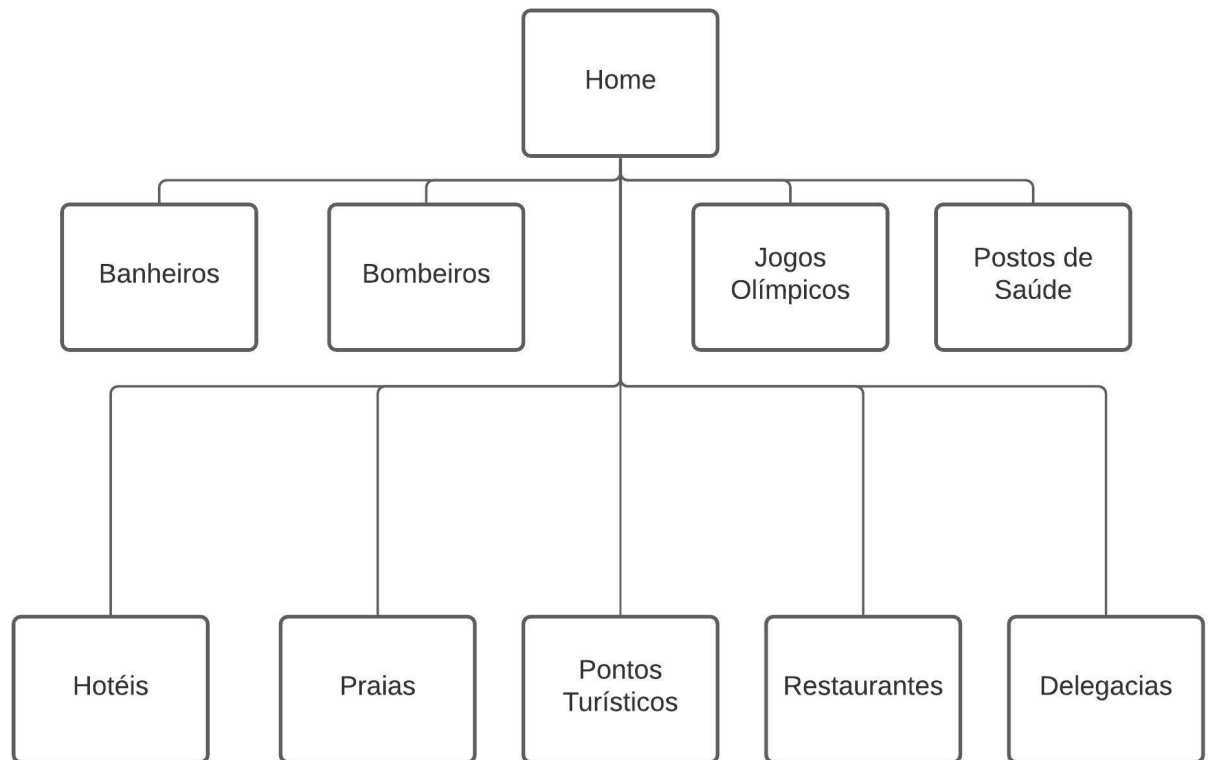 Home
Banheiros
Bombeiros
Jogos
Olímpicos
Postos de
Saúde
Hotéis
Praias
Pontos
Turísticos
Restaurantes
Delegacias